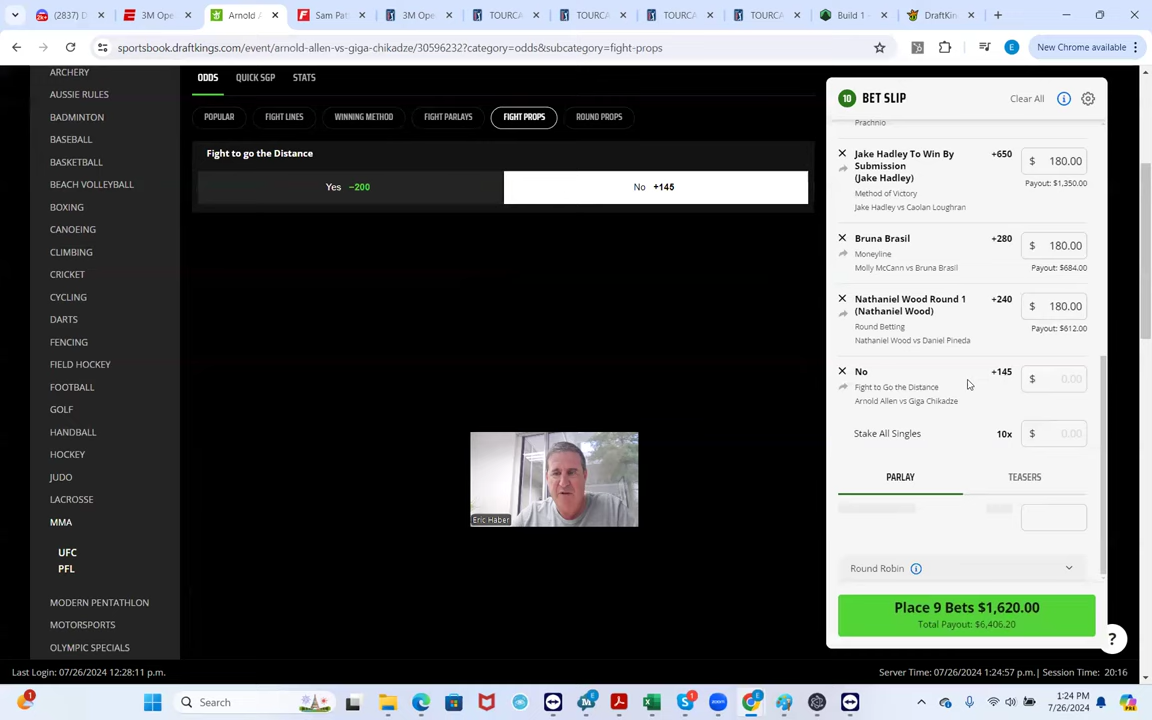 (2837) D
3M Ope
Arnold A
Sam Pat
3M Ope
TOURCA
TOURCA
TOURCA
TOURCA
Build 1 -
DraftKin
sportsbook.draftkings.com/event/arnold-allen-vs-giga-chikadze/30596232?category=odds&subcategory=fight-props
E
New Chrome available
ARCHERY
AUSSIE RULES
BADMINTON
BASEBALL
BASKETBALL
BEACH VOLLEYBALL
BOXING
CANOEING
CLIMBING
CRICKET
CYCLING
DARTS
FENCING
FIELD HOCKEY
FOOTBALL
GOLF
HANDBALL
HOCKEY
JUDO
LACROSSE
MMA
UFC
PFL
MODERN PENTATHLON
MOTORSPORTS
OLYMPIC SPECIALS
ODDS QUICK SGP STATS
POPULAR FIGHT LINES WINNING METHOD FIGHT PARLAYS FIGHT PROPS ROUND PROPS
Fight to go the Distance
Yes −200 No +145
Eric Haber
10 BET SLIP Clear All
Prachnio
Jake Hadley To Win By +650
Submission $ 180.00
(Jake Hadley) Payout: $1,350.00
Method of Victory
Jake Hadley vs Caolan Loughran
Bruna Brasil +280 $ 180.00
Moneyline
Molly McCann vs Bruna Brasil Payout: $684.00
Nathaniel Wood Round 1 +240 $ 180.00
(Nathaniel Wood)
Round Betting Payout: $612.00
Nathaniel Wood vs Daniel Pineda
No +145 $ 0.00
Fight to Go the Distance
Arnold Allen vs Giga Chikadze
Stake All Singles 10x $ 0.00
PARLAY TEASERS
Round Robin
Place 9 Bets $1,620.00
Total Payout: $6,406.20
?
Last Login: 07/26/2024 12:28:11 p.m.
Server Time: 07/26/2024 1:24:57 p.m. | Session Time: 20:16
1
Search
zoom
1:24 PM
7/26/2024
PRE